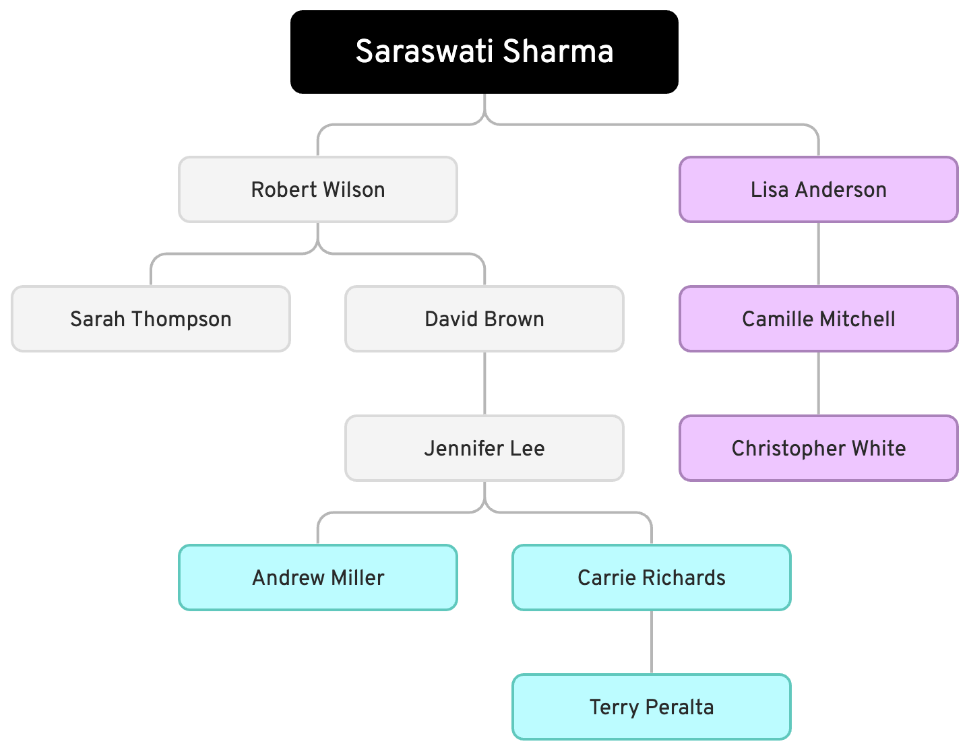 Saraswati Sharma
Robert Wilson
Lisa Anderson
Sarah Thompson
David Brown
Camille Mitchell
Jennifer Lee
Christopher White
Andrew Miller
Carrie Richards
Terry Peralta